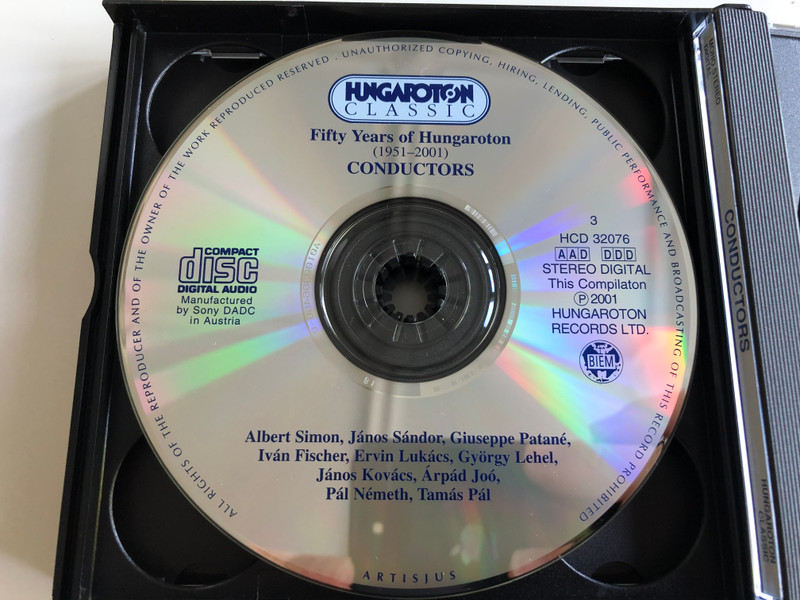 HUNGAROTON
CLASSIC
Fifty Years of Hungaroton
(1951–2001)
CONDUCTORS
COMPACT
disc
DIGITAL AUDIO
Manufactured
by Sony DADC
in Austria
3
HCD 32076
AAD DDD
STEREO DIGITAL
This Compilaton
Ⓟ 2001
HUNGAROTON
RECORDS LTD.
BIEM
Albert Simon, János Sándor, Giuseppe Patané,
Iván Fischer, Ervin Lukács, György Lehel,
János Kovács, Árpád Joó,
Pál Németh, Tamás Pál
ALL RIGHTS OF THE REPRODUCER AND OF THE OWNER OF THE WORK REPRODUCED RESERVED . UNAUTHORIZED COPYING, HIRING, LENDING, PUBLIC PERFORMANCE AND BROADCASTING OF THIS RECORD PROHIBITED
ARTISJUS
CONDUCTORS
HUNGAROTON
CLASSIC